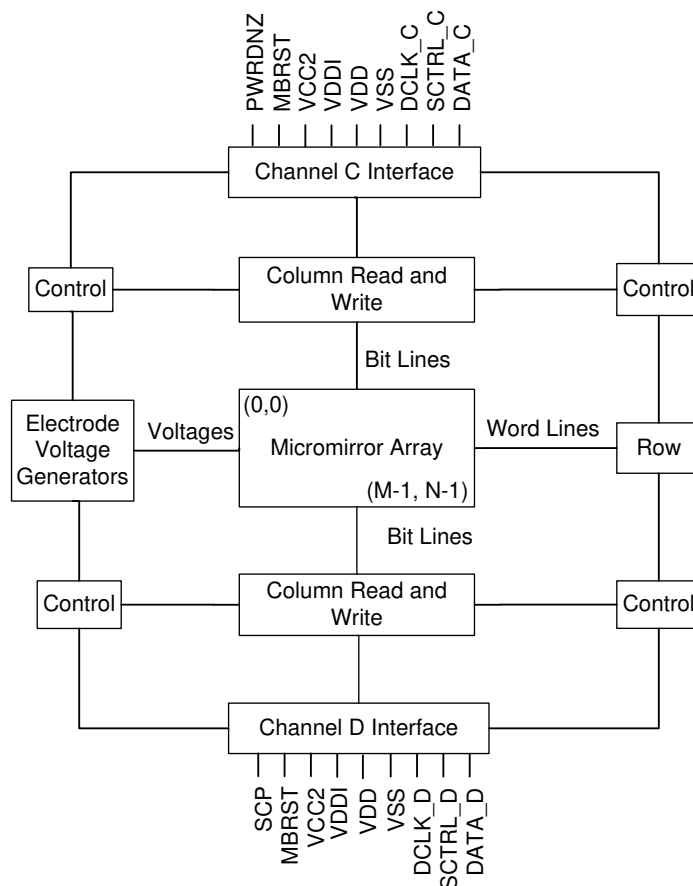 PWRDNZ
MBRST
VCC2
VDDI
VDD
VSS
DCLK_C
SCTRL_C
DATA_C
Channel C Interface
Control
Column Read and
Write
Control
Bit Lines
Electrode
Voltage
Generators
Voltages
(0,0)
Micromirror Array
(M-1, N-1)
Word Lines
Row
Bit Lines
Control
Column Read and
Write
Control
Channel D Interface
SCP
MBRST
VCC2
VDDI
VDD
VSS
DCLK_D
SCTRL_D
DATA_D